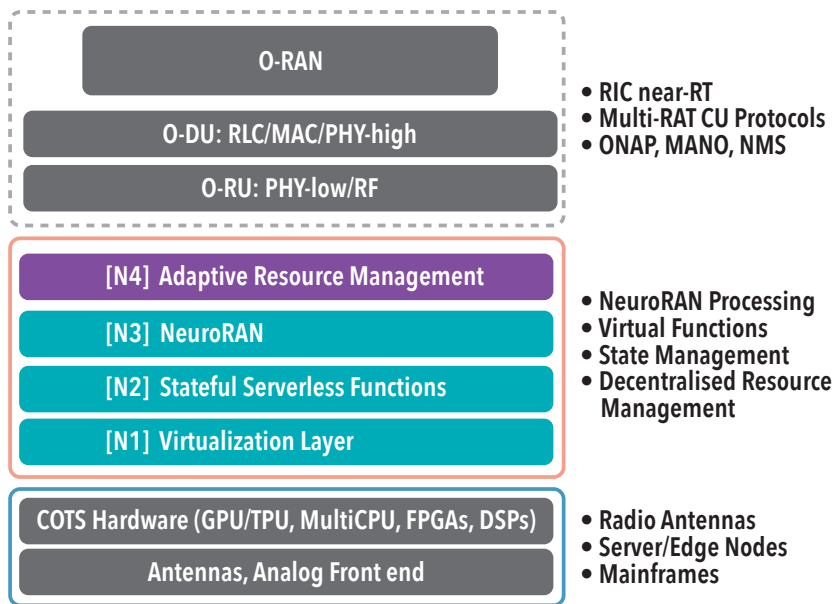 O-RAN
O-DU: RLC/MAC/PHY-high
O-RU: PHY-low/RF
• RIC near-RT
• Multi-RAT CU Protocols
• ONAP, MANO, NMS
[N4] Adaptive Resource Management
[N3] NeuroRAN
[N2] Stateful Serverless Functions
[N1] Virtualization Layer
• NeuroRAN Processing
• Virtual Functions
• State Management
• Decentralised Resource
Management
COTS Hardware (GPU/TPU, MultiCPU, FPGAs, DSPs)
Antennas, Analog Front end
• Radio Antennas
• Server/Edge Nodes
• Mainframes